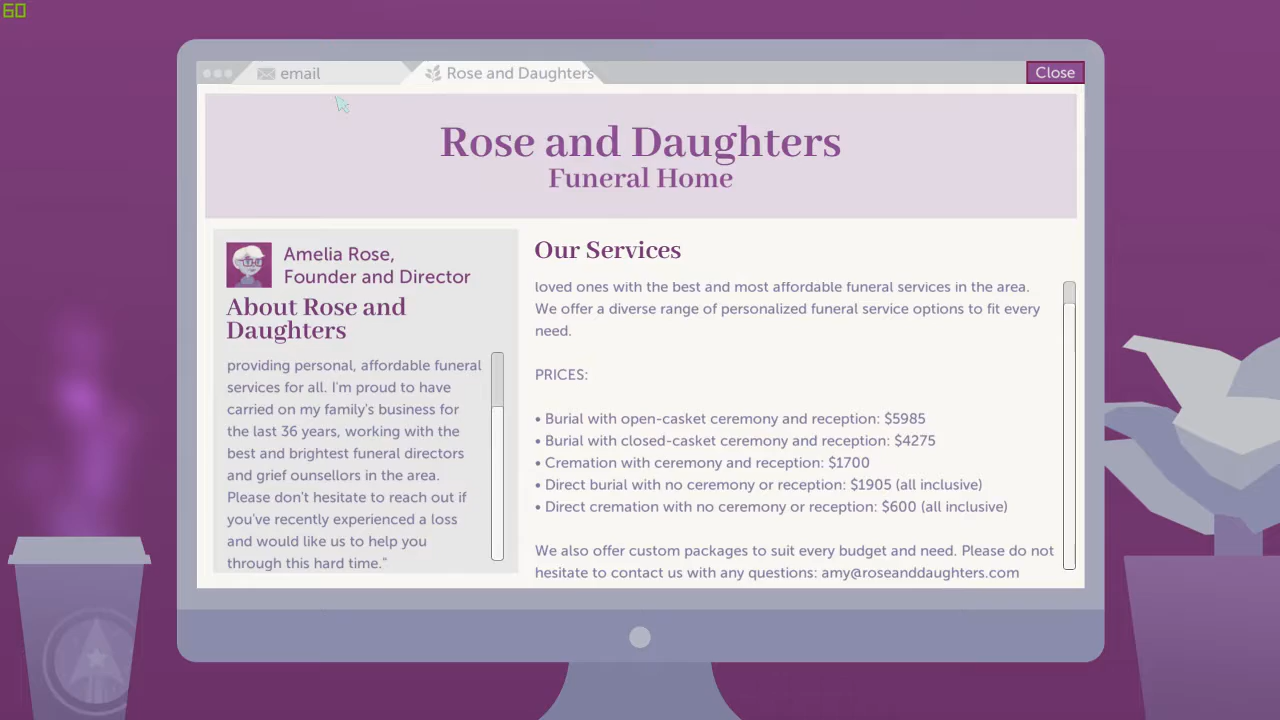 60
email
Rose and Daughters
Close
Rose and Daughters
Funeral Home
Amelia Rose,
Founder and Director
About Rose and
Daughters
providing personal, affordable funeral
services for all. I'm proud to have
carried on my family's business for
the last 36 years, working with the
best and brightest funeral directors
and grief ounsellors in the area.
Please don't hesitate to reach out if
you've recently experienced a loss
and would like us to help you
through this hard time."
Our Services
loved ones with the best and most affordable funeral services in the area.
We offer a diverse range of personalized funeral service options to fit every
need.
PRICES:
• Burial with open-casket ceremony and reception: $5985
• Burial with closed-casket ceremony and reception: $4275
• Cremation with ceremony and reception: $1700
• Direct burial with no ceremony or reception: $1905 (all inclusive)
• Direct cremation with no ceremony or reception: $600 (all inclusive)
We also offer custom packages to suit every budget and need. Please do not
hesitate to contact us with any questions: amy@roseanddaughters.com